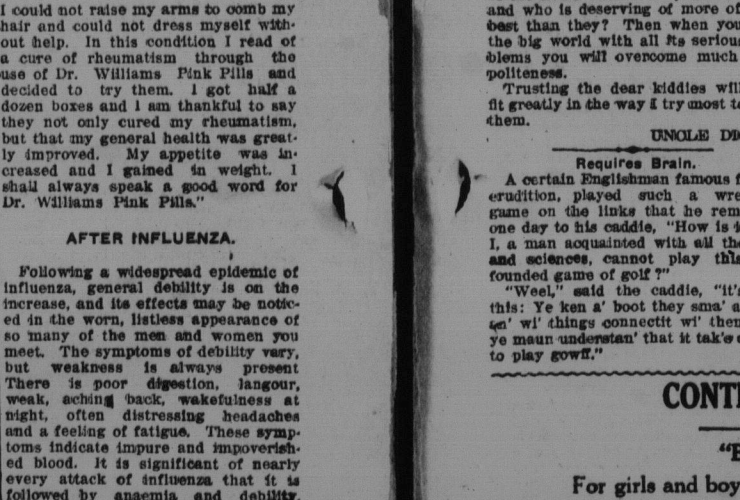 I could not raise my arms to comb my
hair and could not dress myself with-
out help. In this condition I read of
a cure of rheumatism through the
use of Dr. Williams Pink Pills and
decided to try them. I got half a
dozen boxes and I am thankful to say
they not only cured my rheumatism,
but that my general health was great-
ly improved. My appetite was in-
creased and I gained in weight. I
shall always speak a good word for
Dr. Williams Pink Pills."
AFTER INFLUENZA.
Following a widespread epidemic of
influenza, general debility is on the
increase, and its effects may be notic-
ed in the worn, listless appearance of
so many of the men and women you
meet. The symptoms of debility vary,
but weakness is always present
There is poor digestion, langour,
weak, aching back, wakefulness at
night, often distressing headaches
and a feeling of fatigue. These symp-
toms indicate impure and impoverish-
ed blood. It is significant of nearly
every attack of influenza that it is
followed by anaemia and debility.
and who is deserving of more of
best than they? Then when you
the big world with all its serious
blems you will overcome much
politeness.
Trusting the dear kiddies will
fit greatly in the way I try most to
them.
UNCLE DI
Requires Brain.
A certain Englishman famous f
erudition, played such a wre
game on the links that he rem
one day to his caddie, "How is i
I, a man acquainted with all the
and sciences, cannot play this
founded game of golf?"
"Weel," said the caddie, "it's
this: Ye ken a' boot they sma' a
an' wi' things connectit wi' them
ye maun understan' that it tak's
to play gowff."
CONT
"B
For girls and boy